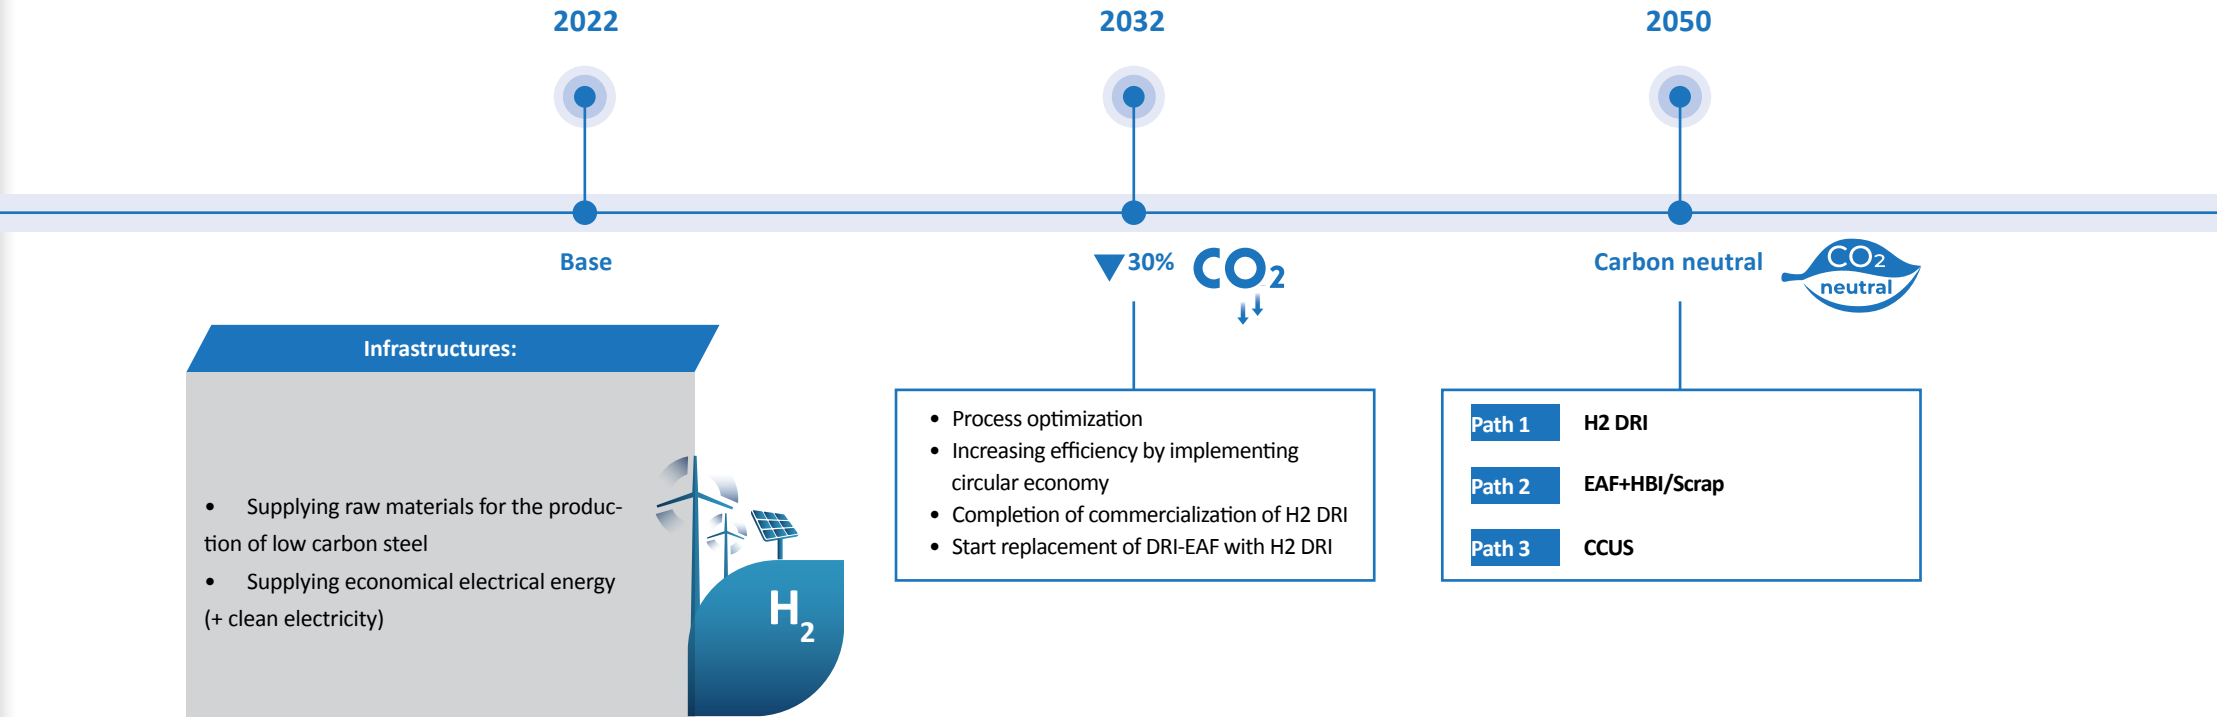 2022
2032
2050
Base
▼30%
CO2
Carbon neutral
CO2
neutral
Infrastructures:
• Supplying raw materials for the produc-
tion of low carbon steel
• Supplying economical electrical energy
(+ clean electricity)
H2
• Process optimization
• Increasing efficiency by implementing
circular economy
• Completion of commercialization of H2 DRI
• Start replacement of DRI-EAF with H2 DRI
Path 1 H2 DRI
Path 2 EAF+HBI/Scrap
Path 3 CCUS